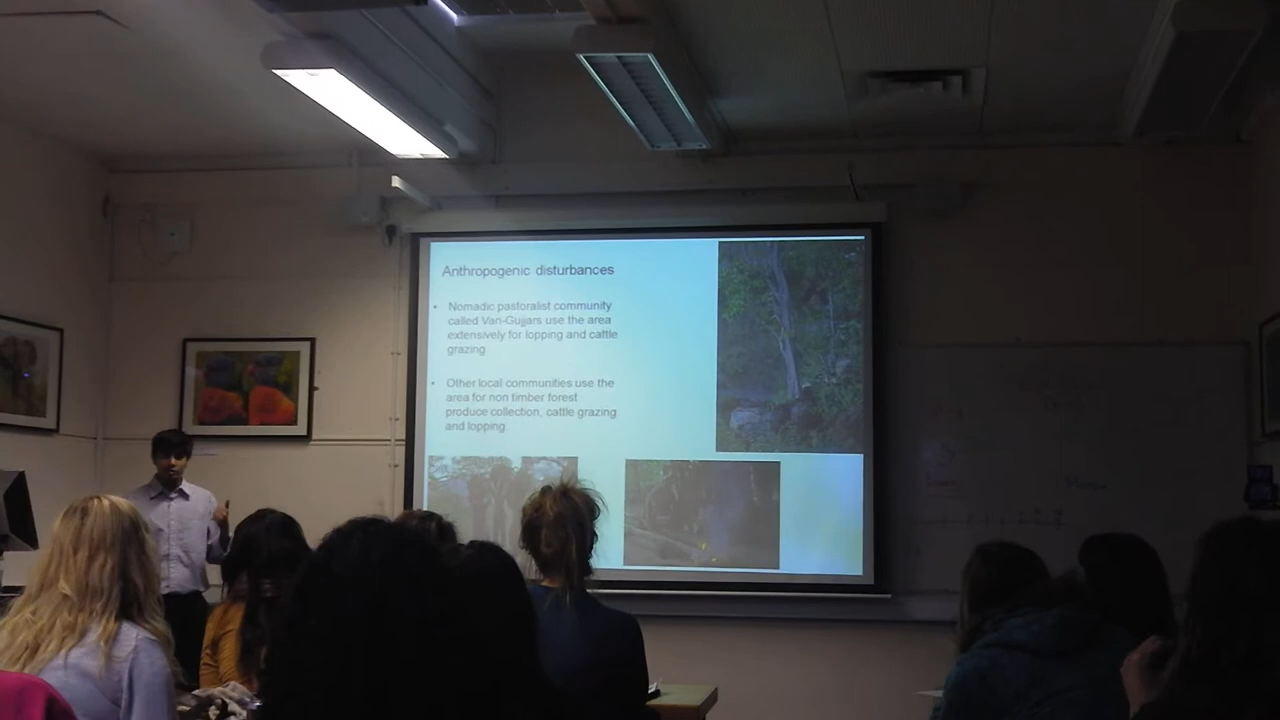 Anthropogenic disturbances
• Nomadic pastoralist community
called Van-Gujjars use the area
extensively for lopping and cattle
grazing
• Other local communities use the
area for non timber forest
produce collection, cattle grazing
and lopping